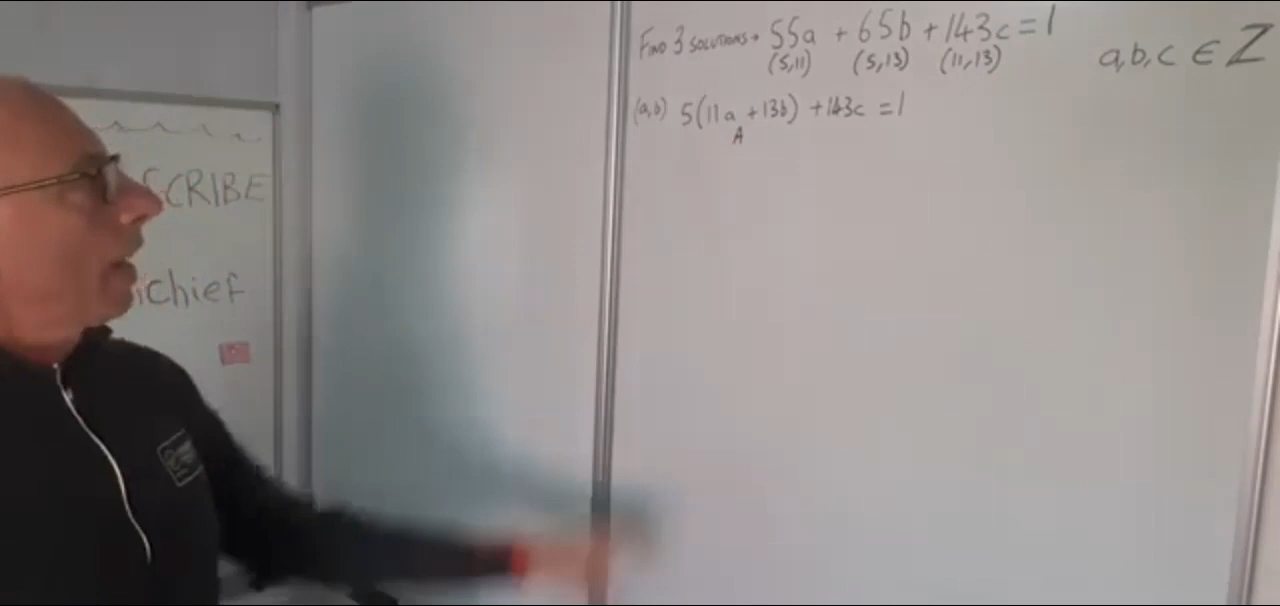 FIND 3 SOLUTIONS → 55a + 65b + 143c = 1
(5,11) (5,13) (11,13)
a,b,c ∈ Z
(a,b) 5(11a + 13b) + 143c = 1
A
SCRIBE
ichief